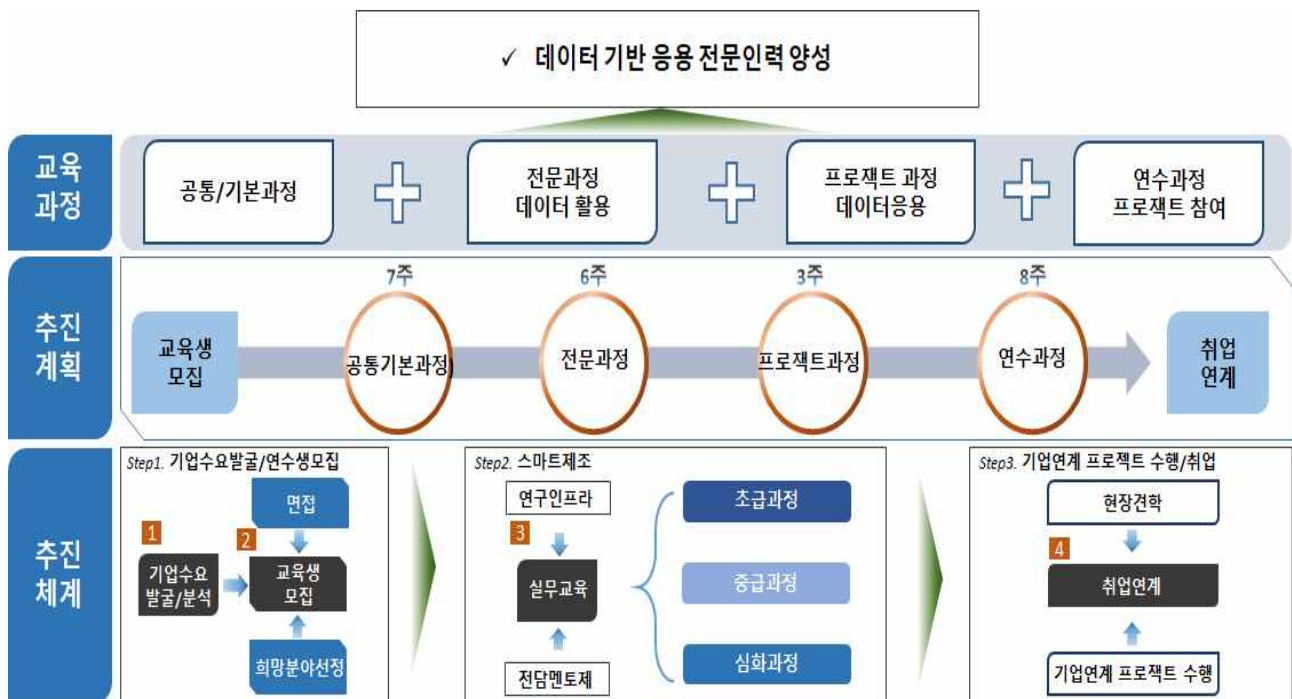 ✓ 데이터 기반 응용 전문인력 양성
교육
과정
공통/기본과정
전문과정
데이터 활용
프로잭트 과정
데이터응용
연수과정
프로잭트 참여
추진
계획
교육생
모집
7주
공통기본과정)
6주
전문과정
3주
프로잭트과정
8주
연수과정
취업
연계
추진
체계
Step1. 기업수요발굴/연수생모집
면접
1
2
기업수요
발굴/분석
교육생
모집
희망분야선정
Step2. 스마트제조
연구인프라
3
실무교육
전담멘토제
초급과정
중급과정
심화과정
Step3. 기업연계 프로젝트 수행/취업
현장견학
4
취업연계
기업연계 프로젝트 수행